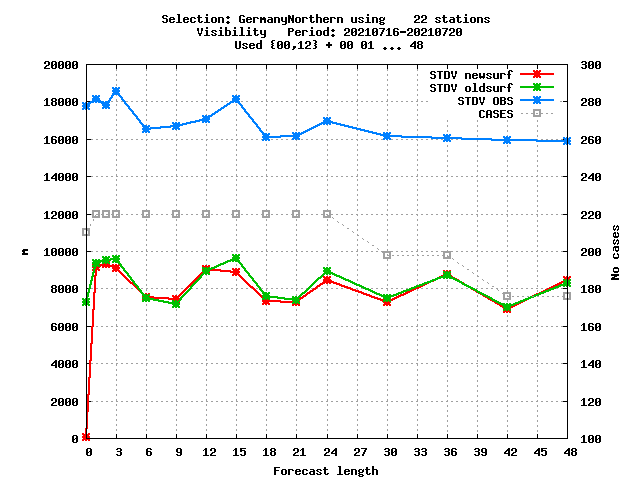 Selection: GermanyNorthern using    22 stations
Visibility   Period: 20210716-20210720
Used {00,12} + 00 01 ... 48
STDV newsurf
STDV oldsurf
STDV OBS
CASES
20000
18000
16000
14000
12000
10000
8000
6000
4000
2000
0
m
300
280
260
240
220
200
180
160
140
120
100
No cases
0 3 6 9 12 15 18 21 24 27 30 33 36 39 42 45 48
Forecast length